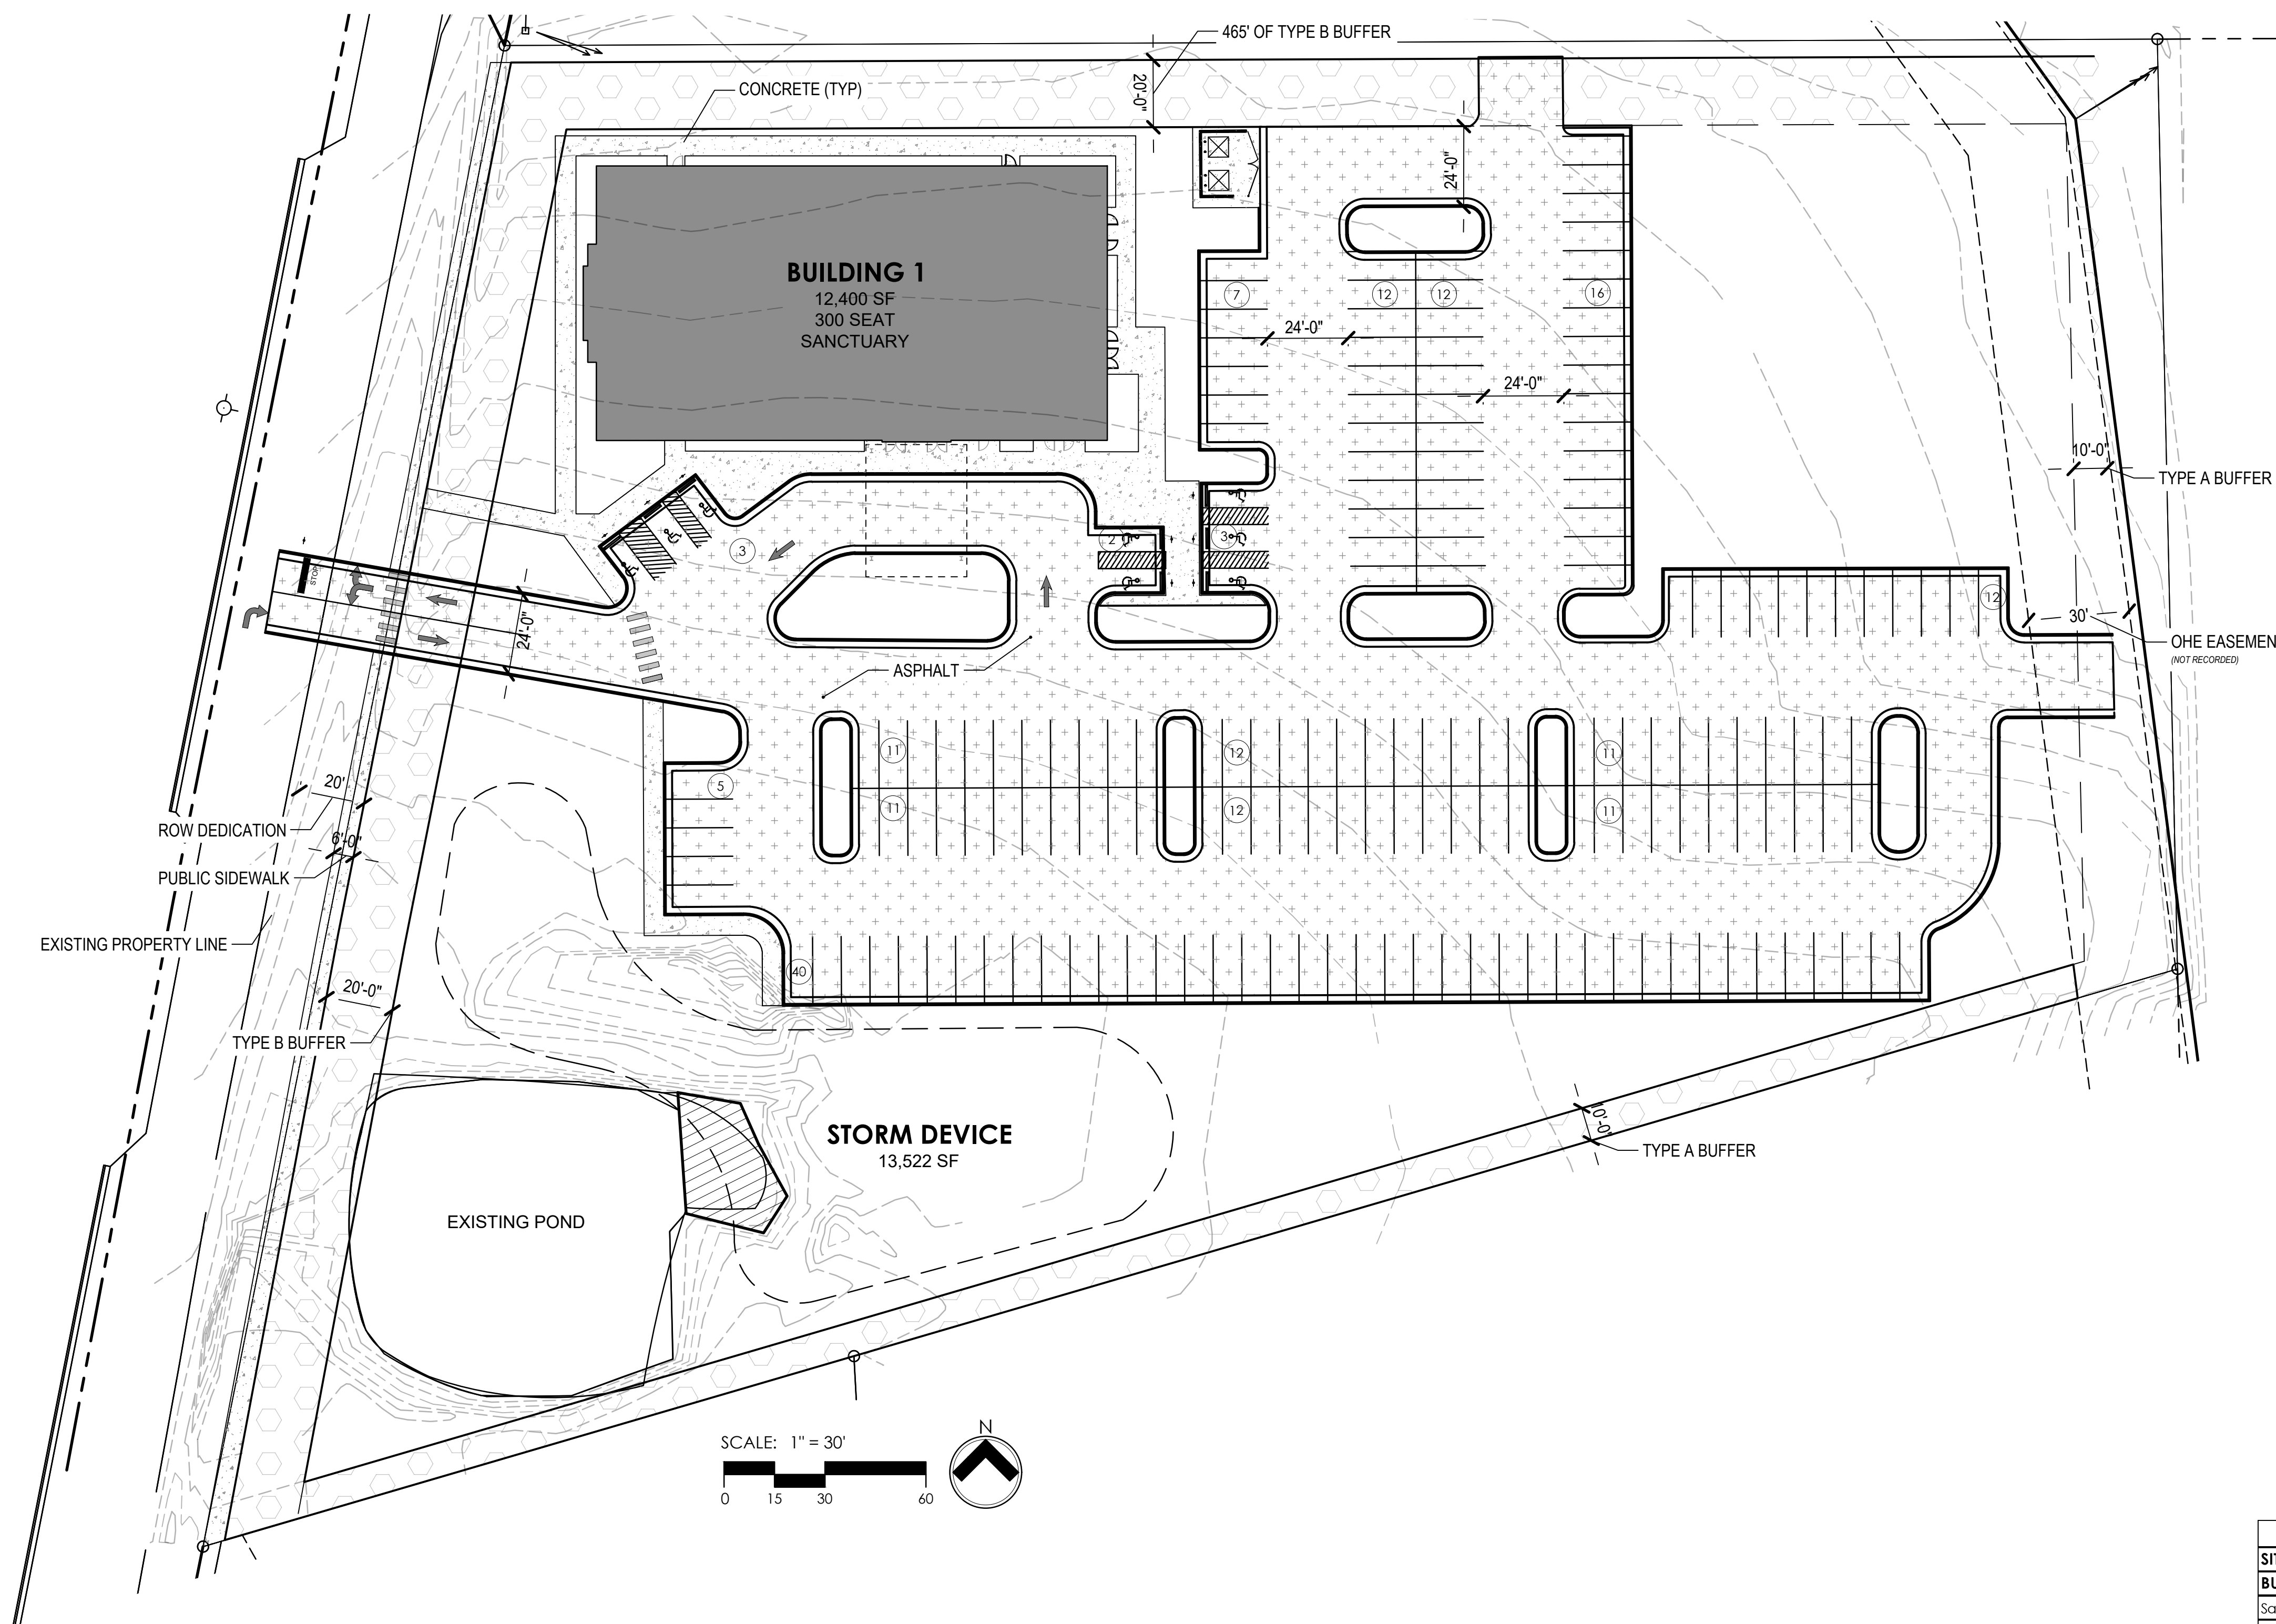 465' OF TYPE B BUFFER
CONCRETE (TYP)
20'-0"
24'-0"
BUILDING 1
12,400 SF
300 SEAT
SANCTUARY
7
12
12
16
24'-0"
24'-0"
10'-0"
TYPE A BUFFER
3
2
3
STOP
24'-0"
12
30'
OHE EASEMEN
(NOT RECORDED)
ASPHALT
11
12
11
5
11
12
11
20'
ROW DEDICATION
6'-0"
PUBLIC SIDEWALK
EXISTING PROPERTY LINE
40
20'-0"
TYPE B BUFFER
STORM DEVICE
13,522 SF
10'-0"
TYPE A BUFFER
EXISTING POND
SCALE: 1" = 30'
N
0 15 30 60
SIT
BU
Sa